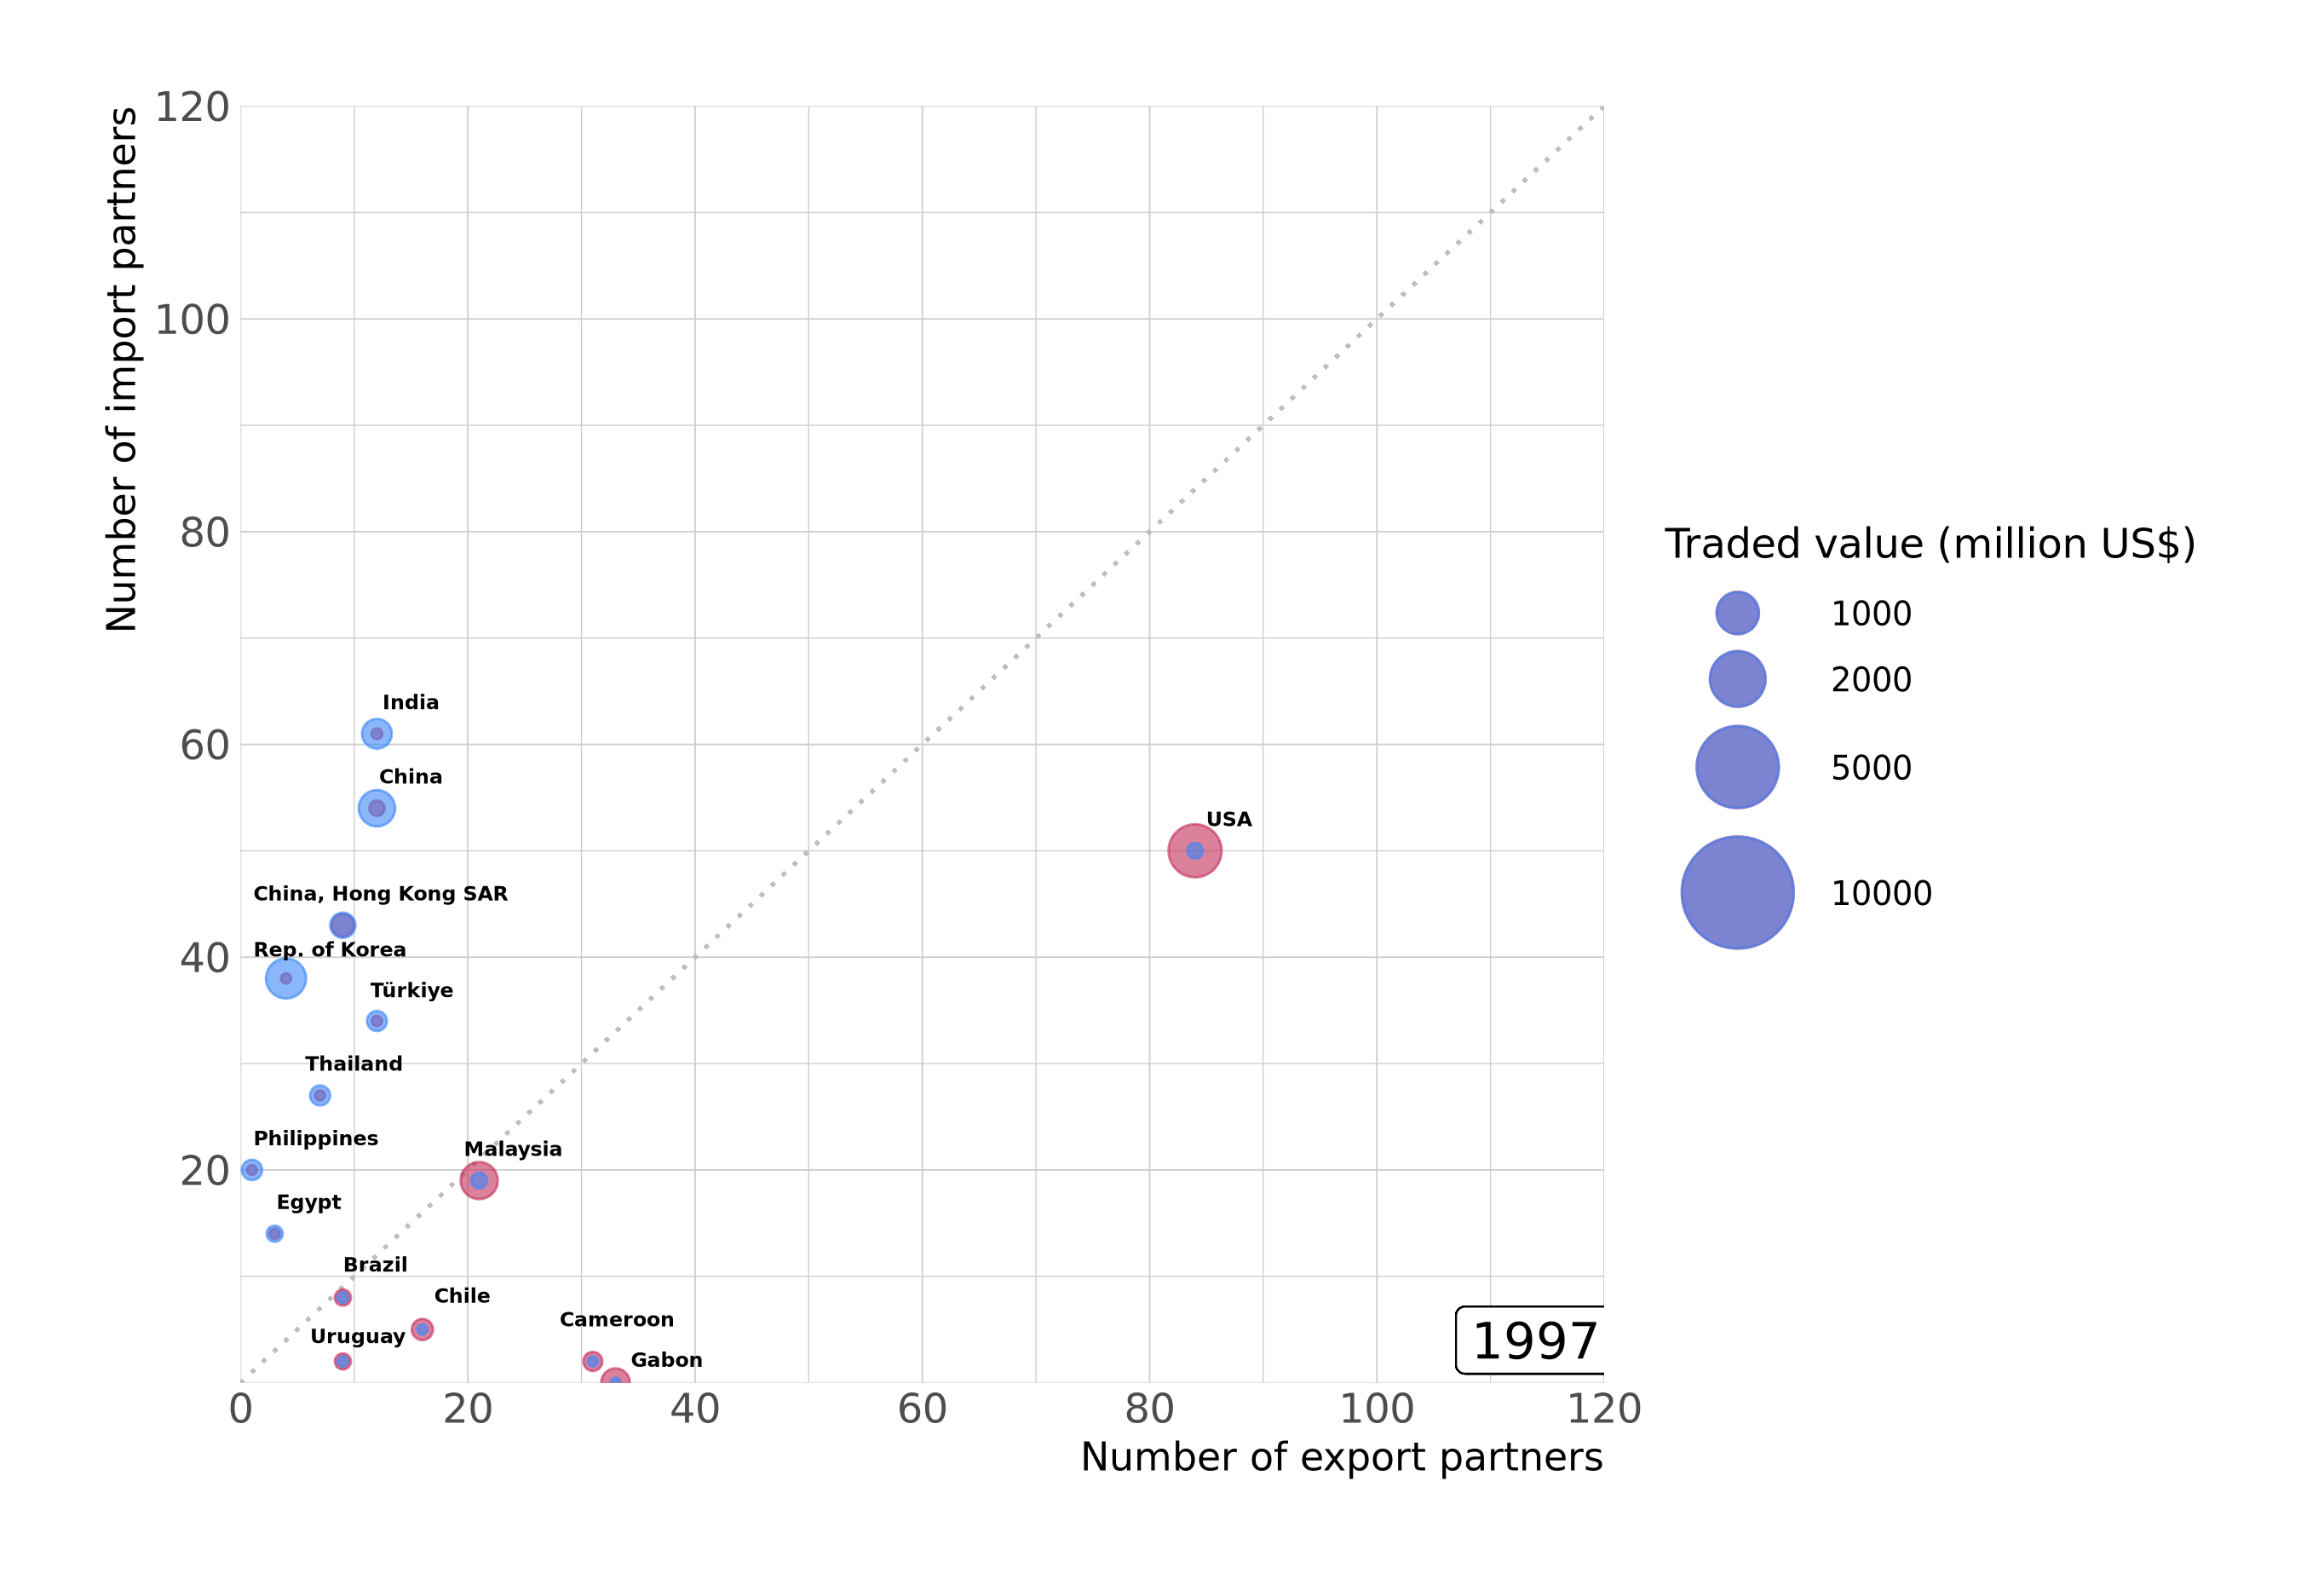 Number of import partners
120
100
80
60
40
20
India
China
USA
China, Hong Kong SAR
Rep. of Korea
Türkiye
Thailand
Philippines
Malaysia
Egypt
Brazil
Chile
Cameroon
Uruguay
Gabon
1997
0 20 40 60 80 100 120
Number of export partners
Traded value (million US$)
1000
2000
5000
10000